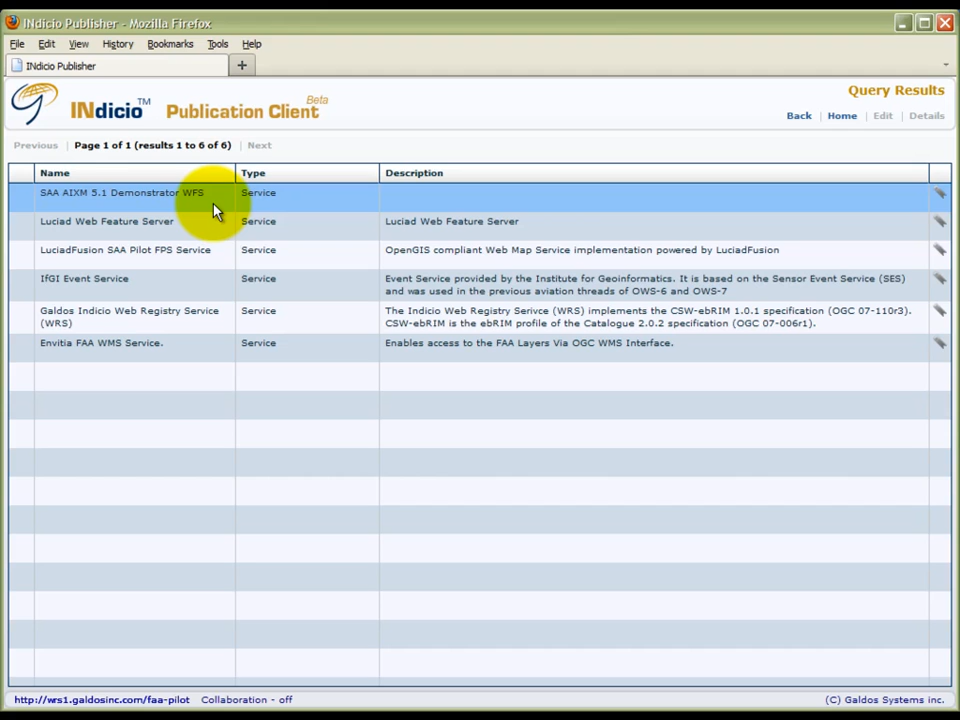 INdicio Publisher - Mozilla Firefox
File Edit View History Bookmarks Tools Help
INdicio Publisher +
INdicio™ Publication Client Beta
Query Results
Back | Home | Edit | Details
Previous | Page 1 of 1 (results 1 to 6 of 6) | Next
Name Type Description
SAA AIXM 5.1 Demonstrator WFS Service
Luciad Web Feature Server Service Luciad Web Feature Server
LuciadFusion SAA Pilot FPS Service Service OpenGIS compliant Web Map Service implementation powered by LuciadFusion
IfGI Event Service Service Event Service provided by the Institute for Geoinformatics. It is based on the Sensor Event Service (SES)
and was used in the previous aviation threads of OWS-6 and OWS-7
Galdos Indicio Web Registry Service Service The Indicio Web Registry Serivce (WRS) implements the CSW-ebRIM 1.0.1 specification (OGC 07-110r3).
(WRS) CSW-ebRIM is the ebRIM profile of the Catalogue 2.0.2 specification (OGC 07-006r1).
Envitia FAA WMS Service. Service Enables access to the FAA Layers Via OGC WMS Interface.
http://wrs1.galdosinc.com/faa-pilot Collaboration - off (C) Galdos Systems inc.